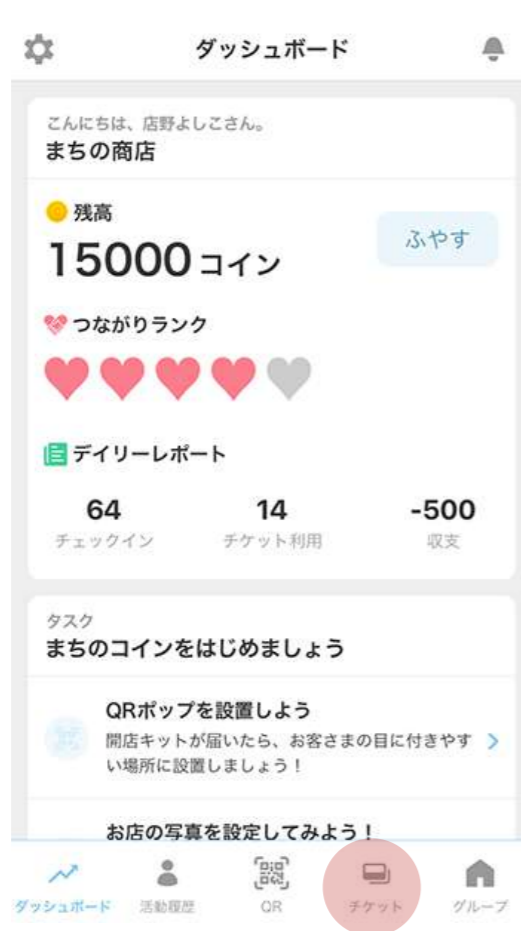 ダッシュボード
こんにちは、店野よしこさん。
まちの商店
残高
15000コイン
ふやす
つながりランク
デイリーレポート
64
チェックイン
14
チケット利用
-500
収支
タスク
まちのコインをはじめましょう
QRポップを設置しよう
開店キットが届いたら、お客さまの目に付きやす
い場所に設置しましょう！
お店の写真を設定してみよう！
ダッシュボード
活動履歴
QR
チケット
グループ